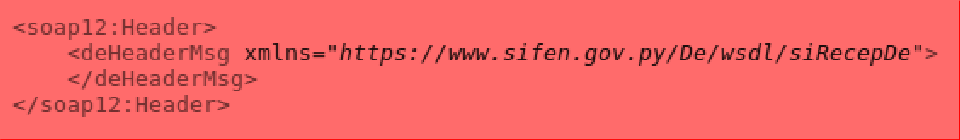 <soap12:Header>
    <deHeaderMsg xmlns="https://www.sifen.gov.py/De/wsdl/siRecepDe">
    </deHeaderMsg>
</soap12:Header>